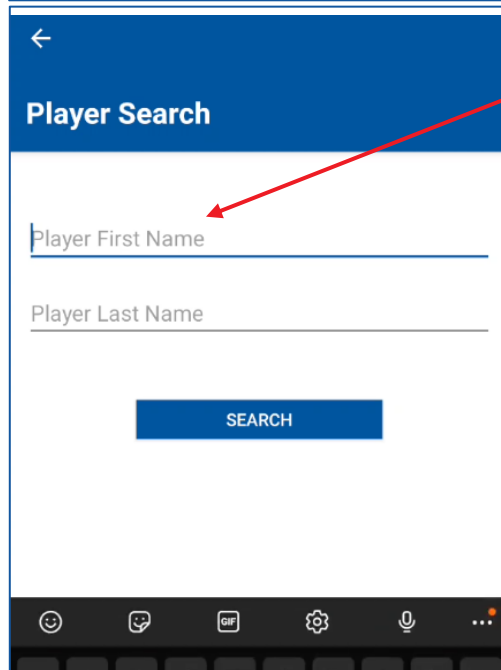 Player Search
Player First Name
Player Last Name
SEARCH
GIF